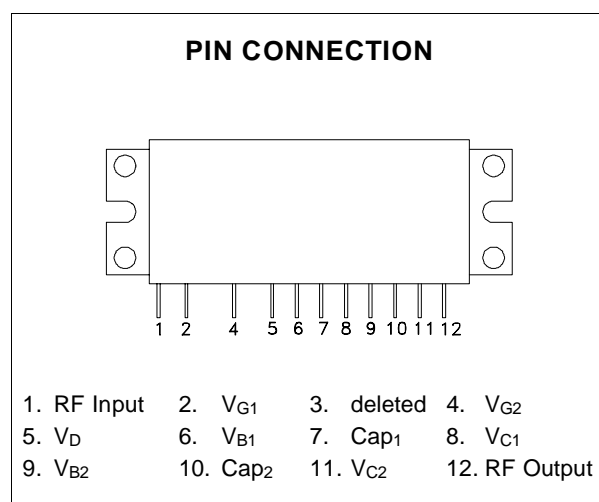 PIN CONNECTION
1 2 4 5 6 7 8 9 10 11 12
1. RF Input 2. VG1 3. deleted 4. VG2
5. VD 6. VB1 7. Cap1 8. VC1
9. VB2 10. Cap2 11. VC2 12. RF Output